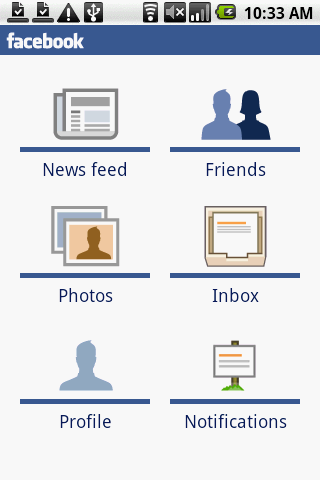 10:33 AM
facebook
News feed
Friends
Photos
Inbox
Profile
Notifications